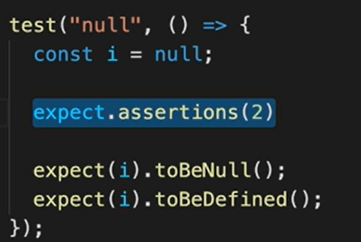 test("null", () => {
const i = null;
expect.assertions(2)
expect(i).toBeNull();
expect(i).toBeDefined();
});